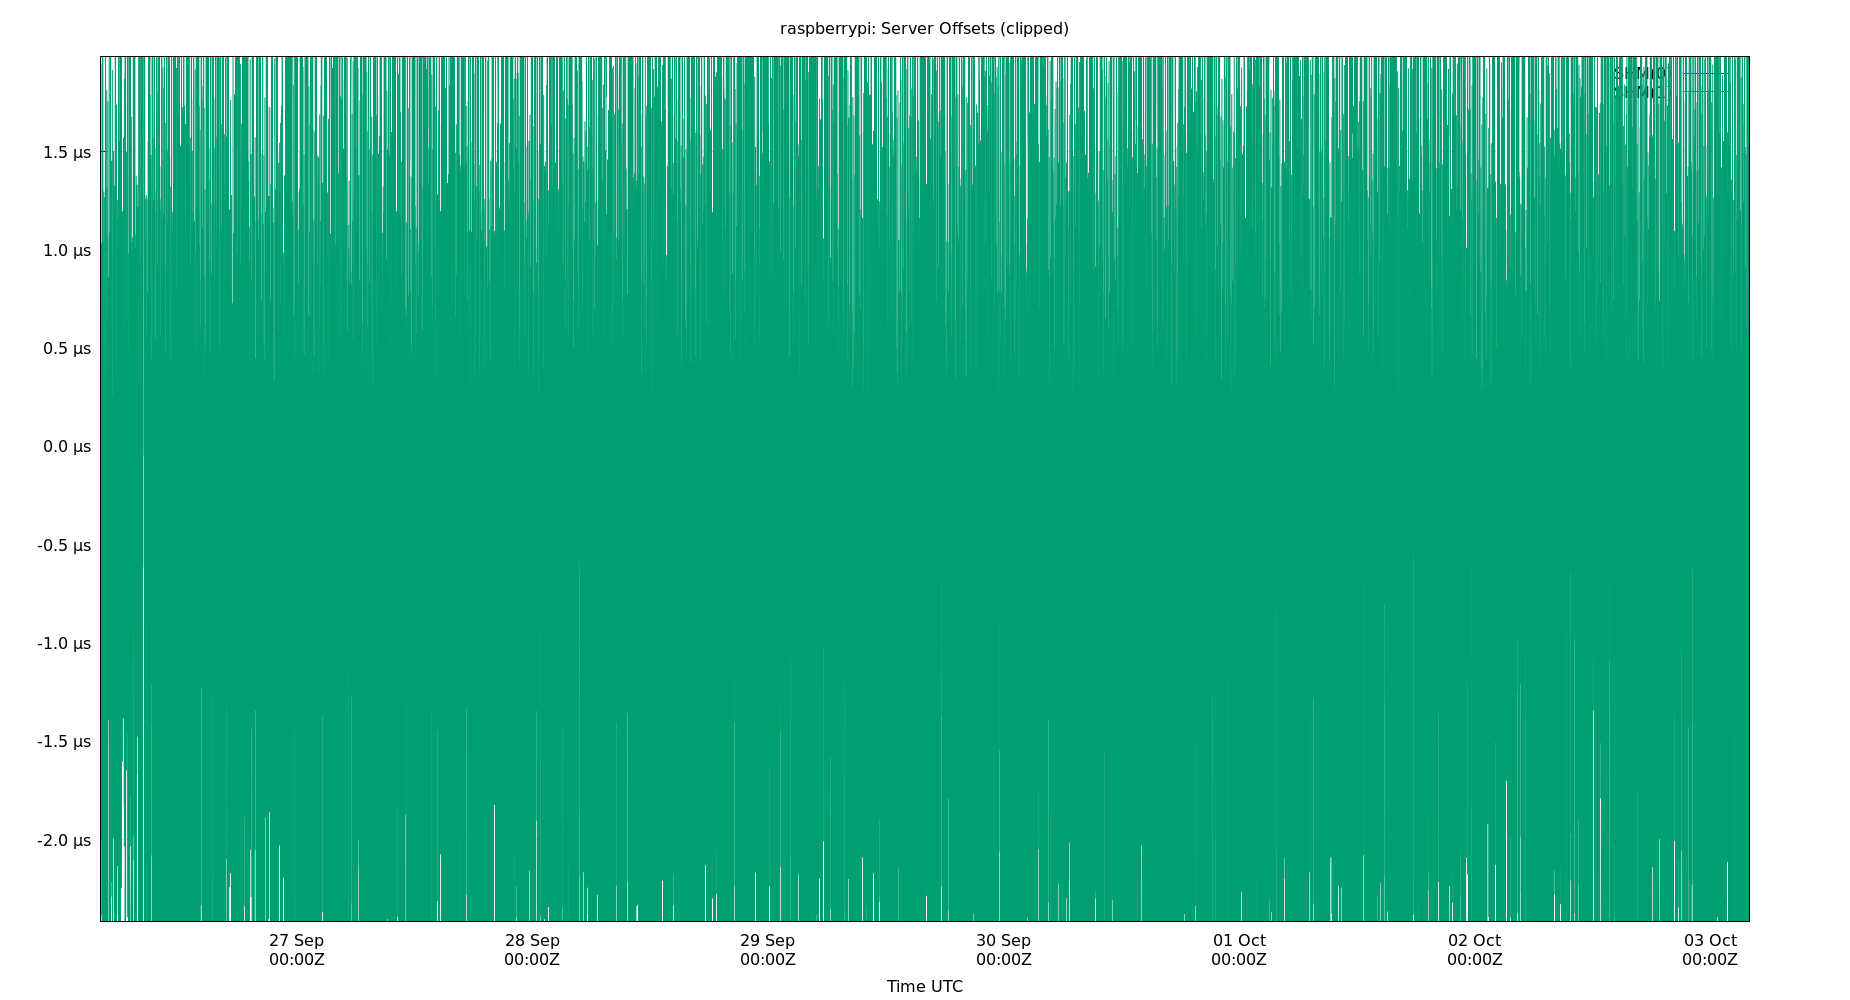 raspberrypi: Server Offsets (clipped)
1.5 µs
1.0 µs
0.5 µs
0.0 µs
-0.5 µs
-1.0 µs
-1.5 µs
-2.0 µs
27 Sep
00:00Z
28 Sep
00:00Z
29 Sep
00:00Z
30 Sep
00:00Z
01 Oct
00:00Z
02 Oct
00:00Z
03 Oct
00:00Z
Time UTC